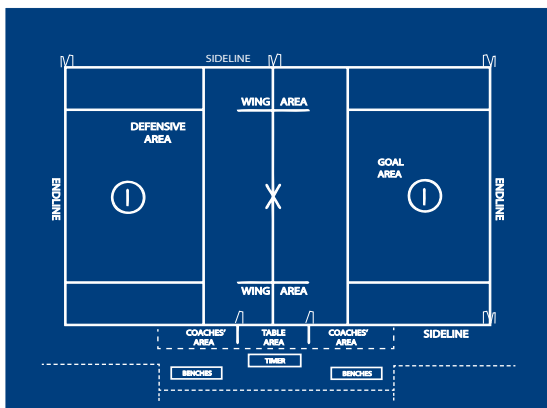 SIDELINE
WING AREA
DEFENSIVE
AREA
GOAL
AREA
ENDLINE
ENDLINE
WING AREA
COACHES'
AREA
TABLE
AREA
COACHES'
AREA
SIDELINE
TIMER
BENCHES
BENCHES